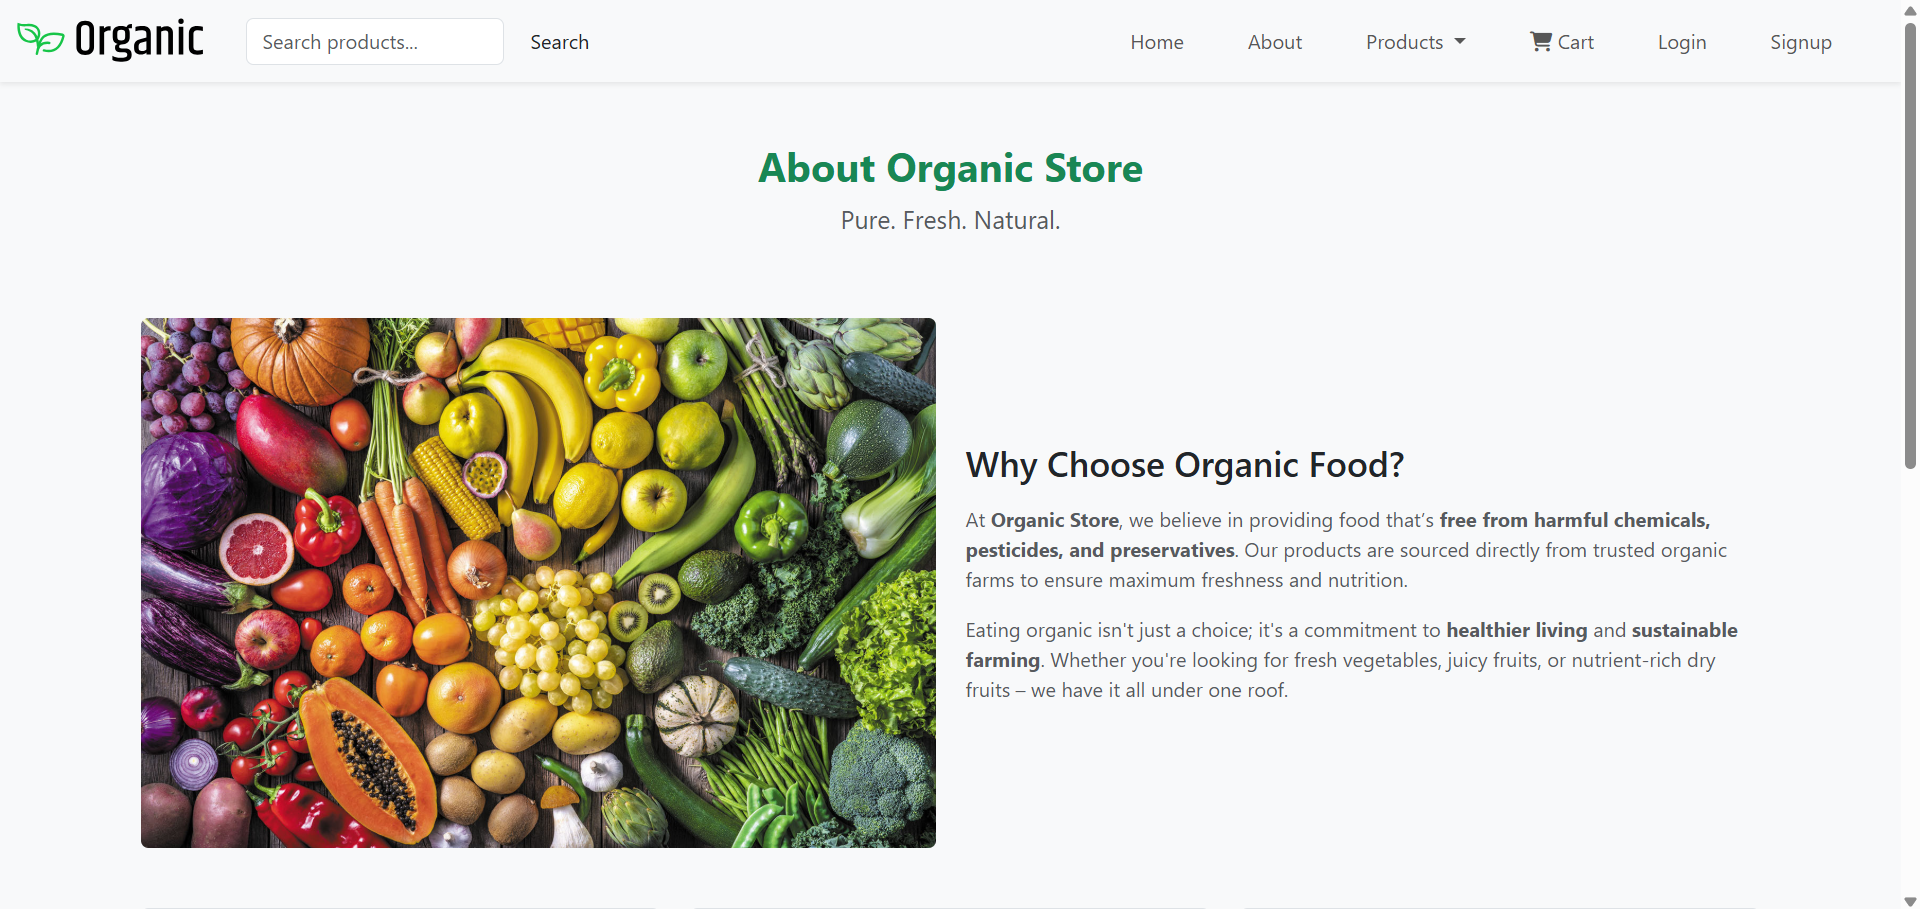 Organic
Search products...
Search
Home
About
Products
Cart
Login
Signup
About Organic Store
Pure. Fresh. Natural.
Why Choose Organic Food?
At Organic Store, we believe in providing food that’s free from harmful chemicals,
pesticides, and preservatives. Our products are sourced directly from trusted organic
farms to ensure maximum freshness and nutrition.
Eating organic isn't just a choice; it's a commitment to healthier living and sustainable
farming. Whether you're looking for fresh vegetables, juicy fruits, or nutrient-rich dry
fruits – we have it all under one roof.